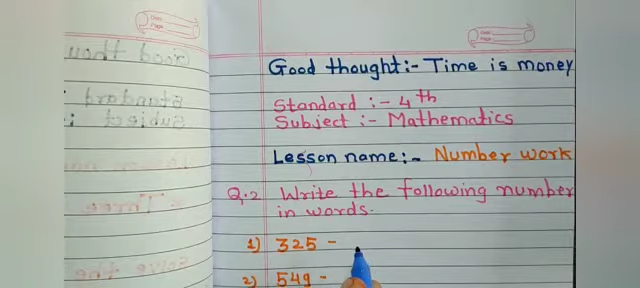 Good thought:- Time is money
Standard :- 4th
Subject :- Mathematics
Lesson name:- Number work
Q.2 Write the following number
in words.
1) 325 -
2) 549 -